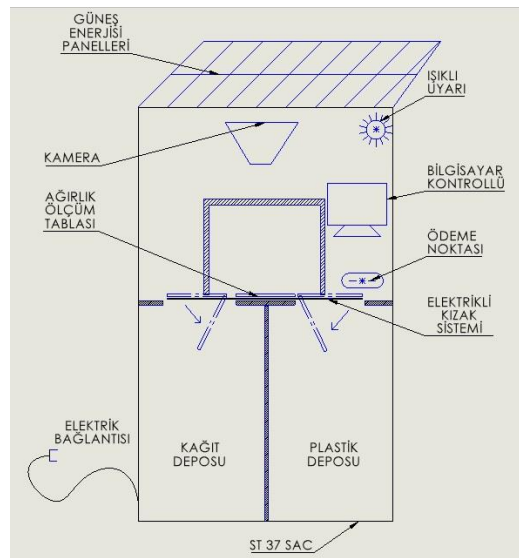 GÜNEŞ
ENERJİSİ
PANELLERİ
IŞIKLI
UYARI
KAMERA
BİLGİSAYAR
KONTROLLÜ
AĞIRLIK
ÖLÇÜM
TABLASI
ÖDEME
NOKTASI
ELEKTRİKLİ
KIZAK
SİSTEMİ
ELEKTRİK
BAĞLANTISI
KAĞIT
DEPOSU
PLASTİK
DEPOSU
ST 37 SAC